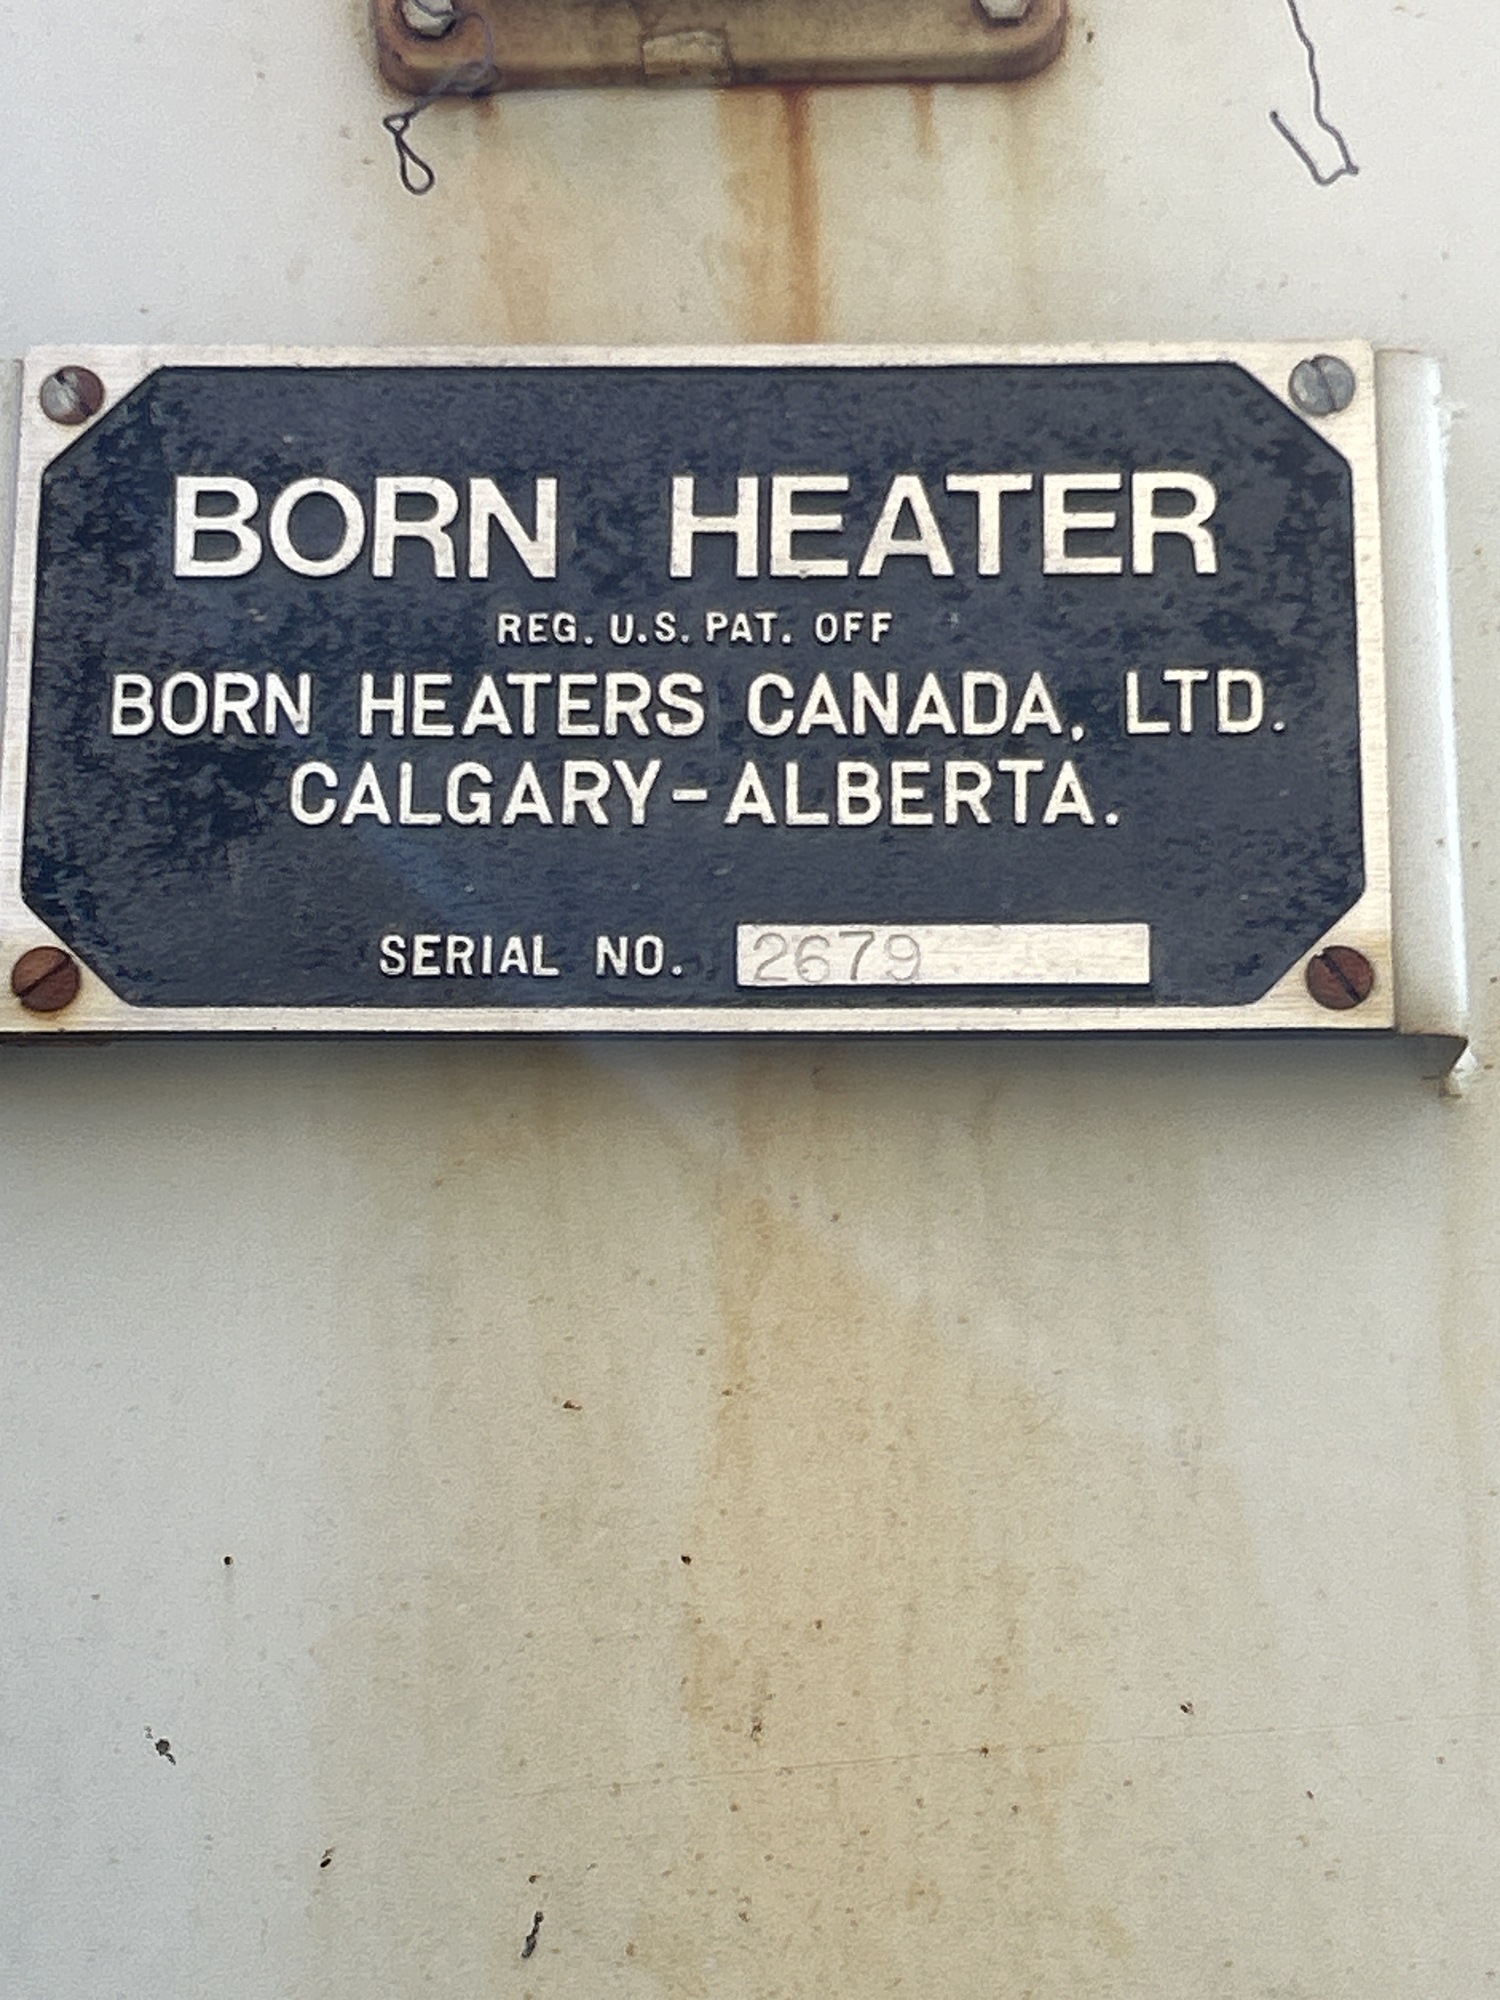 BORN HEATER
REG. U.S. PAT. OFF
BORN HEATERS CANADA, LTD.
CALGARY-ALBERTA.
SERIAL NO. 2679